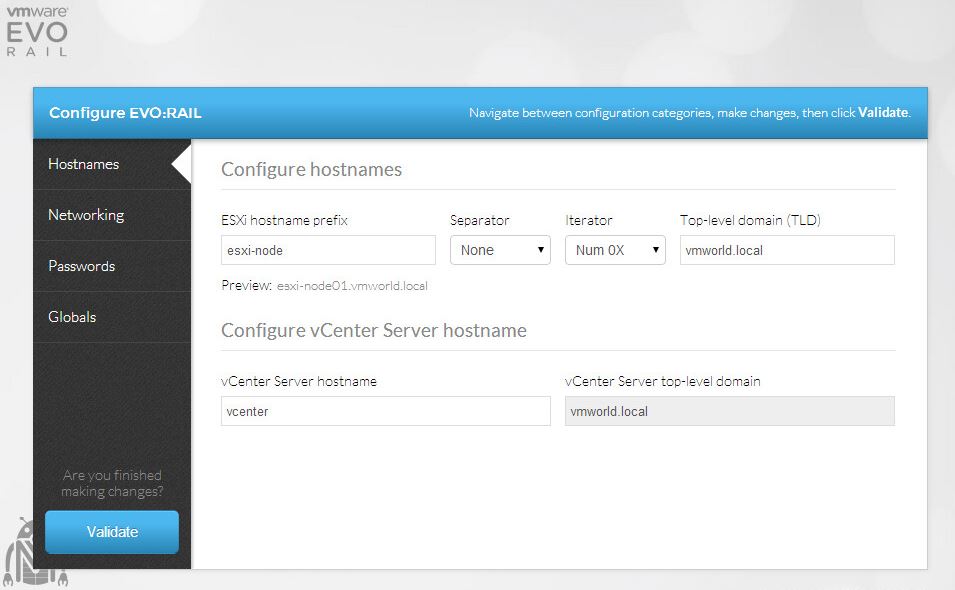 vmware®
EVO
RAIL
Configure EVO:RAIL
Navigate between configuration categories, make changes, then click Validate.
Hostnames
Networking
Passwords
Globals
Are you finished
making changes?
Validate
Configure hostnames
ESXi hostname prefix Separator Iterator Top-level domain (TLD)
esxi-node None Num 0X vmworld.local
Preview: esxi-node01.vmworld.local
Configure vCenter Server hostname
vCenter Server hostname vCenter Server top-level domain
vcenter vmworld.local